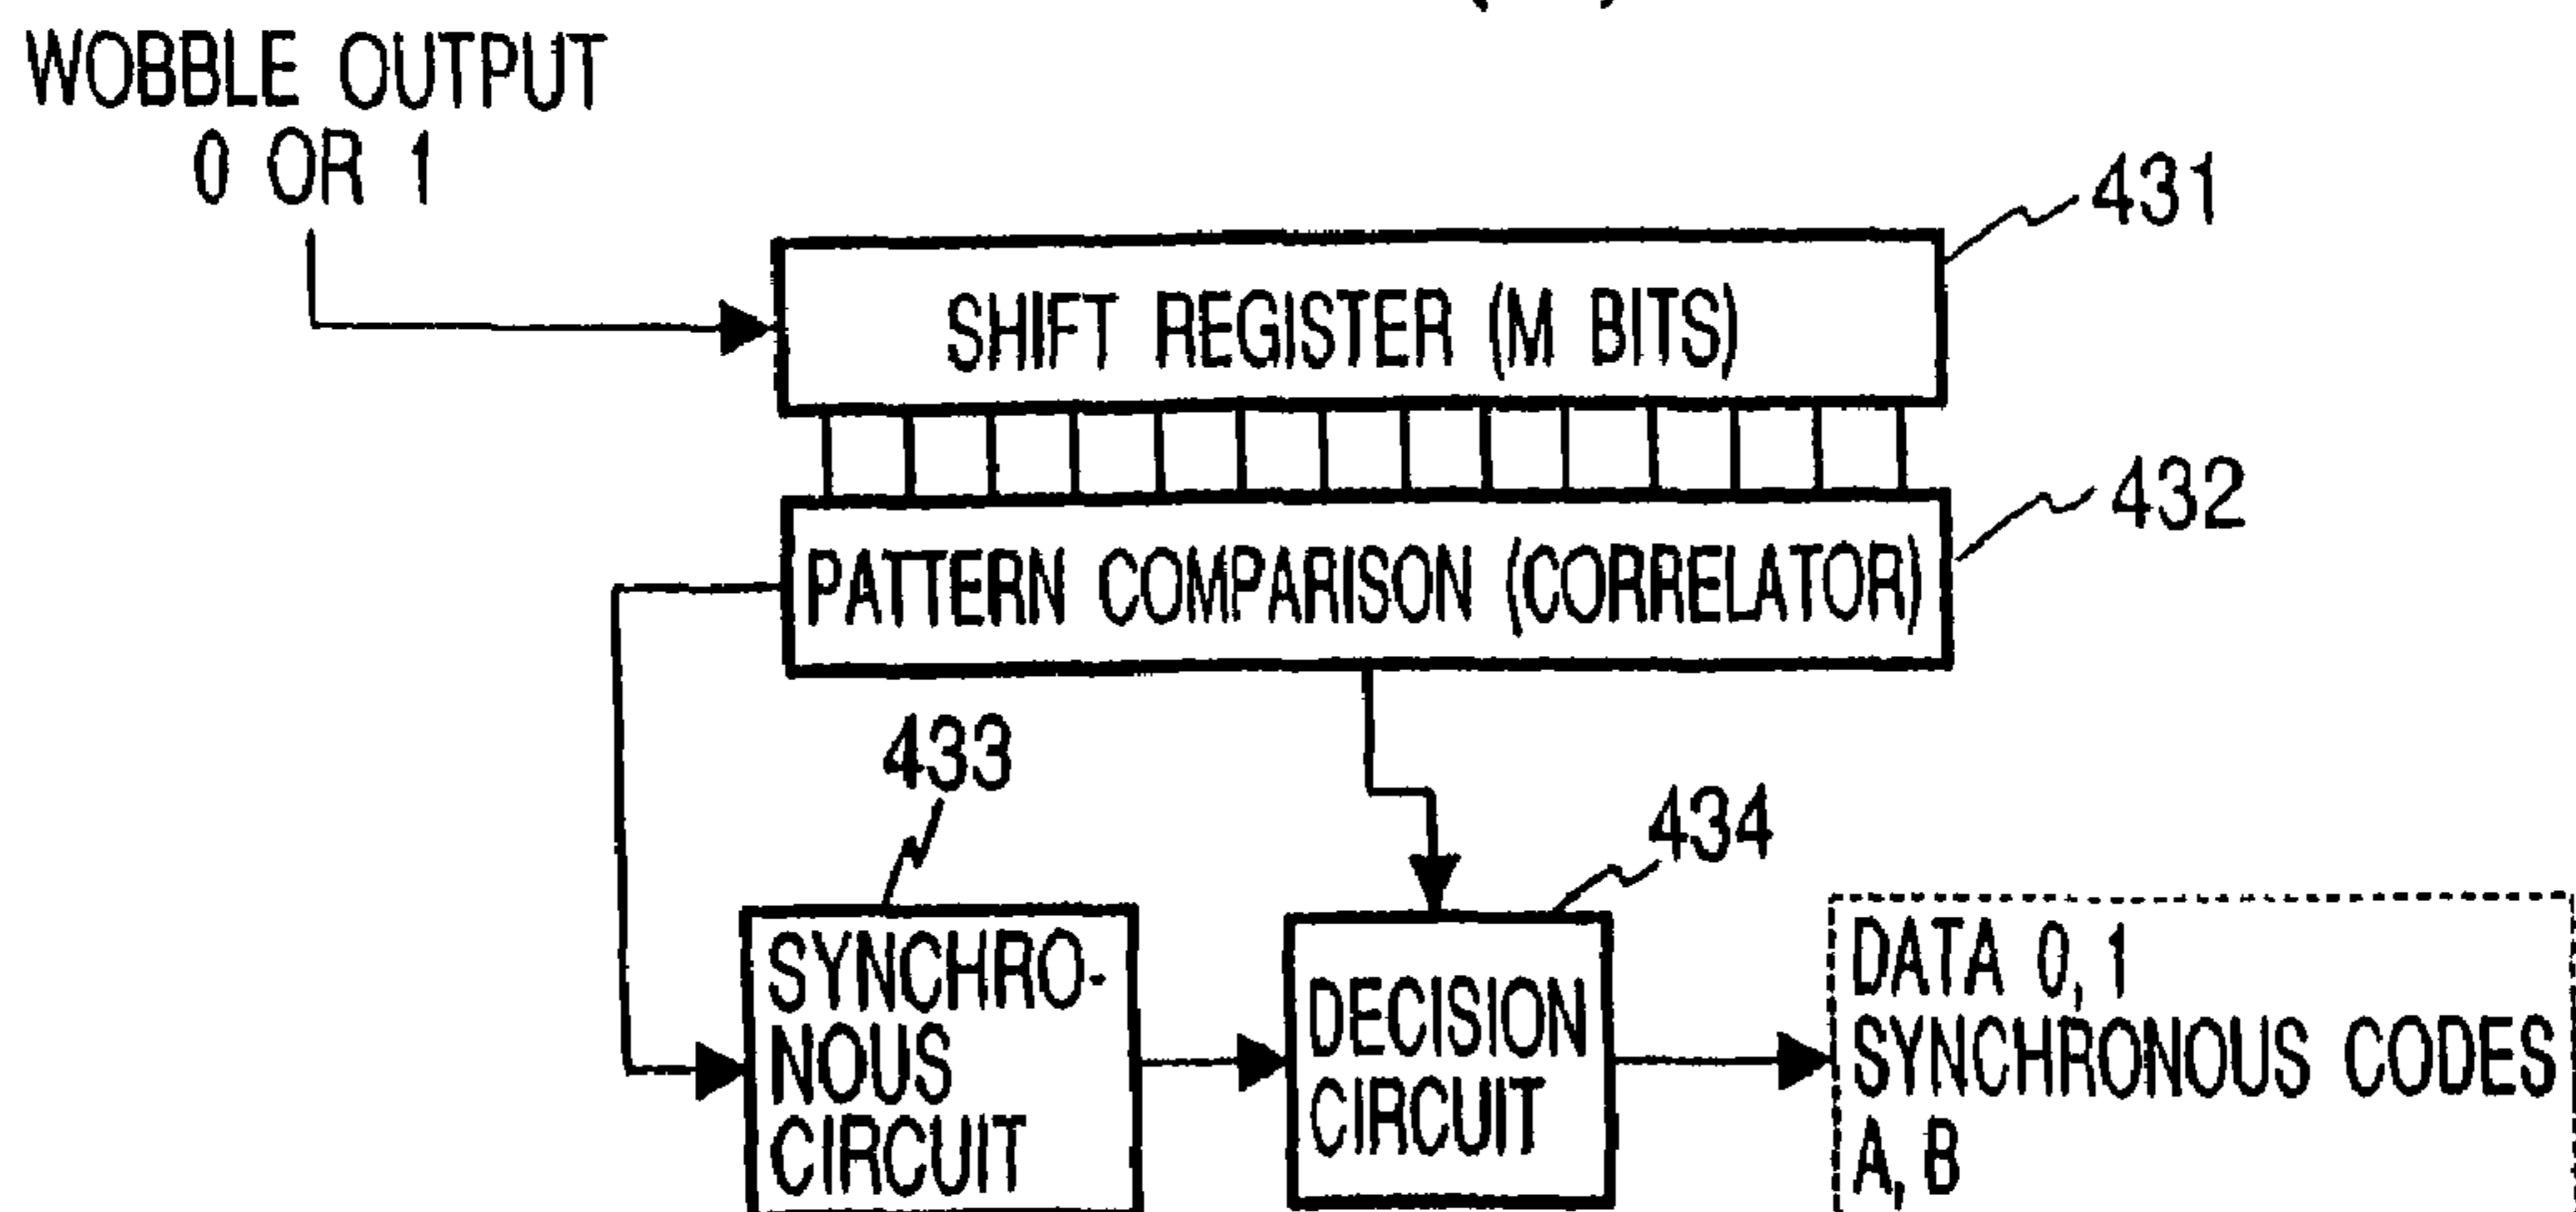 WOBBLE OUTPUT
0 OR 1
431
SHIFT REGISTER (M BITS)
432
PATTERN COMPARISON (CORRELATOR)
433
434
SYNCHRO-
NOUS
CIRCUIT
DECISION
CIRCUIT
DATA 0, 1
SYNCHRONOUS CODES
A, B